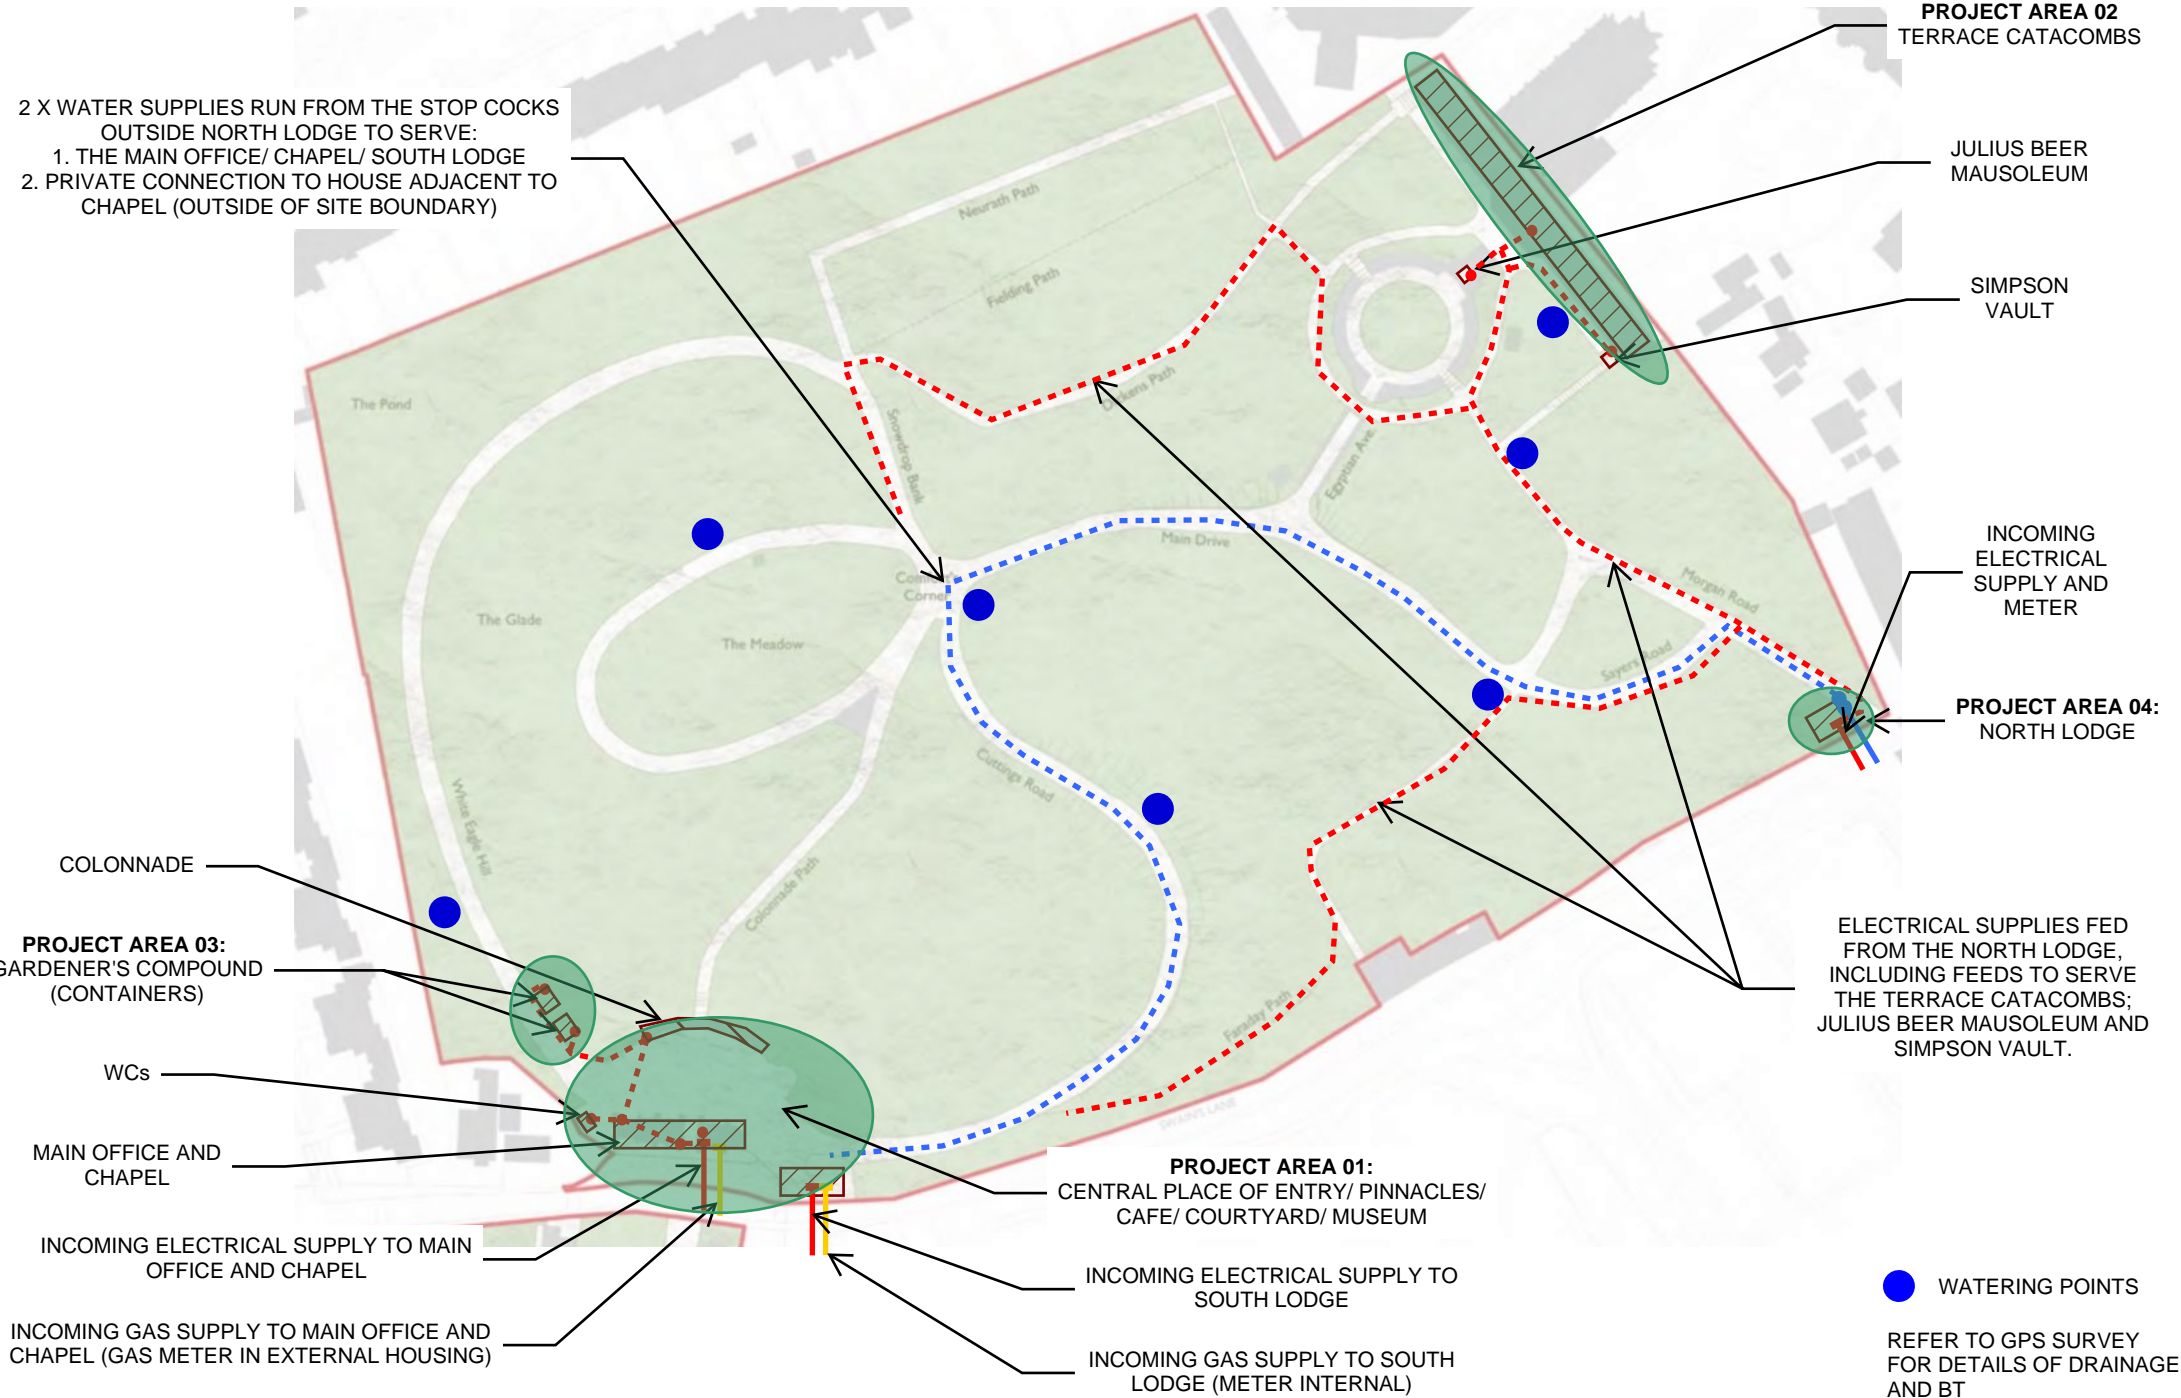 PROJECT AREA 02
TERRACE CATACOMBS
2 X WATER SUPPLIES RUN FROM THE STOP COCKS
OUTSIDE NORTH LODGE TO SERVE:
1. THE MAIN OFFICE/ CHAPEL/ SOUTH LODGE
2. PRIVATE CONNECTION TO HOUSE ADJACENT TO
CHAPEL (OUTSIDE OF SITE BOUNDARY)
JULIUS BEER
MAUSOLEUM
SIMPSON
VAULT
Neurath Path
Fielding Path
Dickens Path
The Pond
Snowdrop Bank
Egyptian Ave.
Main Drive
Comfort's
Corner
The Glade
The Meadow
Morgan Road
Sayers Road
INCOMING
ELECTRICAL
SUPPLY AND
METER
PROJECT AREA 04:
NORTH LODGE
Cuttings Road
White Eagle Hill
Colonnade Path
Faraday Path
SWAIN'S LANE
COLONNADE
PROJECT AREA 03:
GARDENER'S COMPOUND
(CONTAINERS)
WCs
MAIN OFFICE AND
CHAPEL
ELECTRICAL SUPPLIES FED
FROM THE NORTH LODGE,
INCLUDING FEEDS TO SERVE
THE TERRACE CATACOMBS;
JULIUS BEER MAUSOLEUM AND
SIMPSON VAULT.
PROJECT AREA 01:
CENTRAL PLACE OF ENTRY/ PINNACLES/
CAFE/ COURTYARD/ MUSEUM
INCOMING ELECTRICAL SUPPLY TO MAIN
OFFICE AND CHAPEL
INCOMING ELECTRICAL SUPPLY TO
SOUTH LODGE
INCOMING GAS SUPPLY TO MAIN OFFICE AND
CHAPEL (GAS METER IN EXTERNAL HOUSING)
INCOMING GAS SUPPLY TO SOUTH
LODGE (METER INTERNAL)
WATERING POINTS
REFER TO GPS SURVEY
FOR DETAILS OF DRAINAGE
AND BT